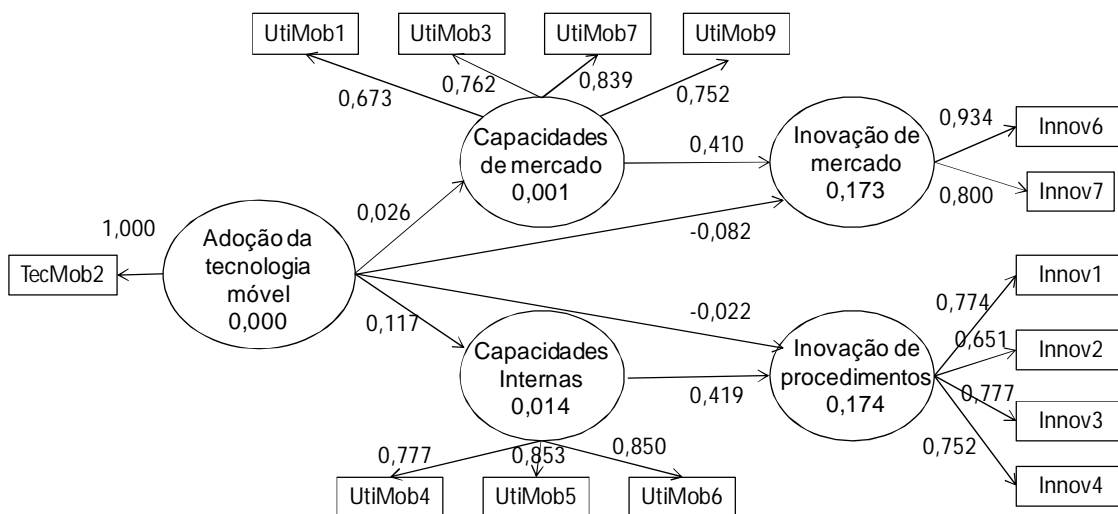 UtiMob1
UtiMob3
UtiMob7
UtiMob9
0,673
0,762
0,839
0,752
Capacidades
de mercado
0,001
0,410
Inovação de
mercado
0,173
0,934
Innov6
0,800
Innov7
0,026
-0,082
1,000
TecMob2
Adoção da
tecnologia
móvel
0,000
0,117
-0,022
Capacidades
Internas
0,014
0,419
Inovação de
procedimentos
0,174
0,774
Innov1
0,651
Innov2
0,777
Innov3
0,752
Innov4
0,777
0,853
0,850
UtiMob4
UtiMob5
UtiMob6